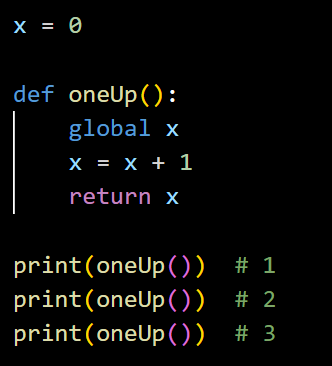 x = 0
def oneUp():
    global x
    x = x + 1
    return x
print(oneUp())  # 1
print(oneUp())  # 2
print(oneUp())  # 3